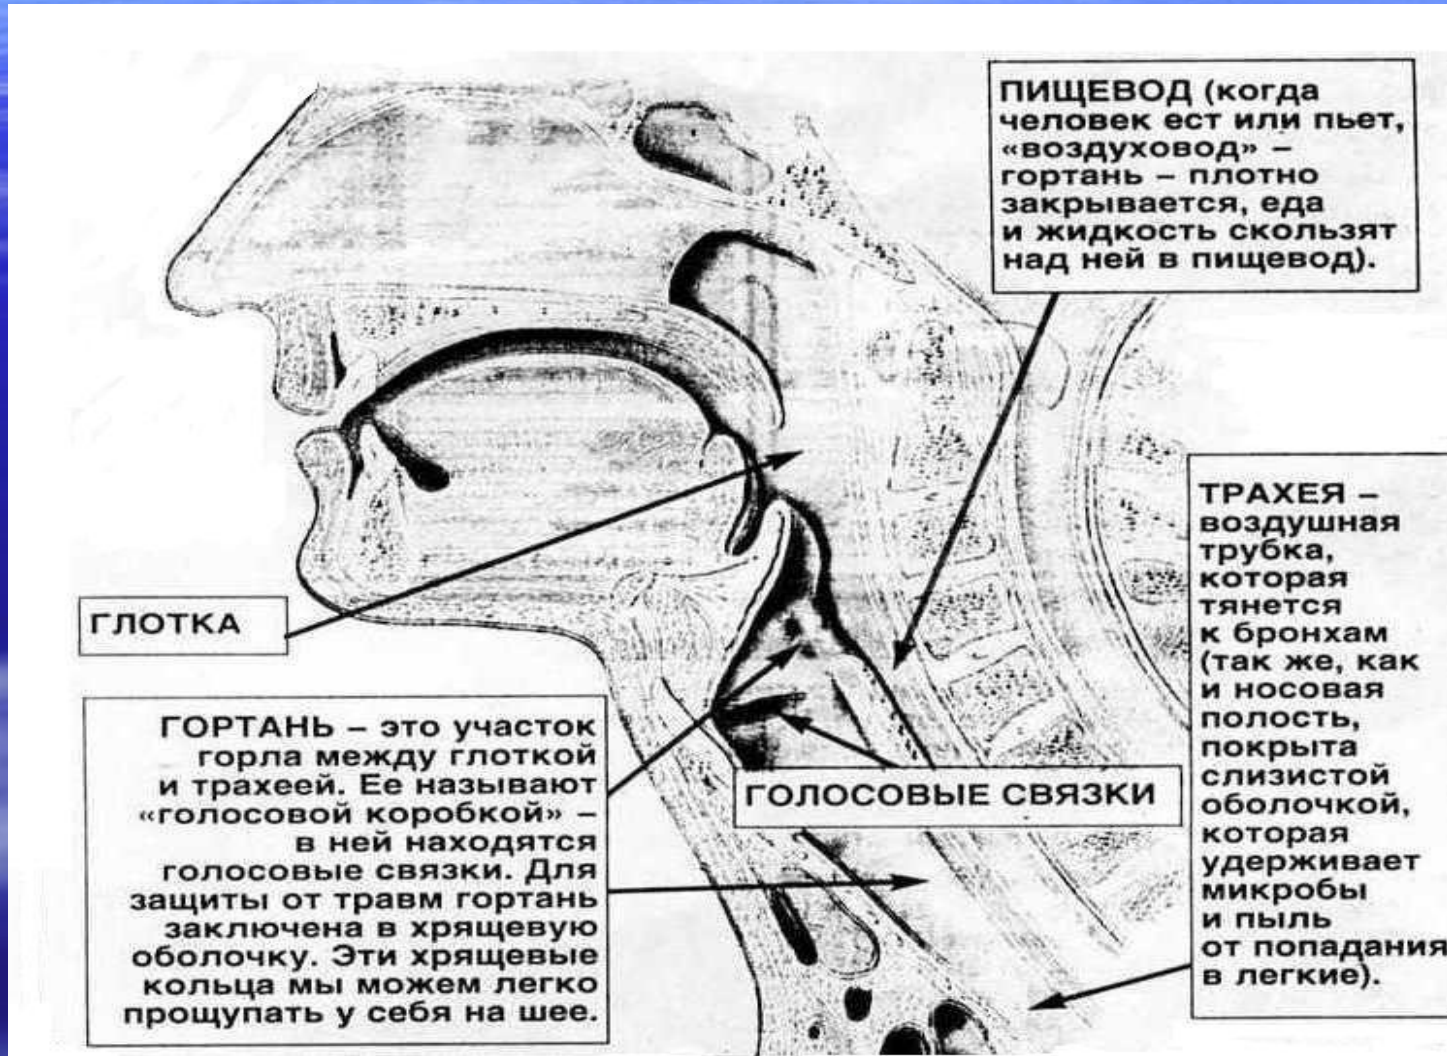 ПИЩЕВОД (когда
человек ест или пьет,
«воздуховод» –
гортань – плотно
закрывается, еда
и жидкость скользят
над ней в пищевод).
ТРАХЕЯ –
воздушная
трубка,
которая
тянется
к бронхам
(так же, как
и носовая
полость,
покрыта
слизистой
оболочкой,
которая
удерживает
микробы
и пыль
от попадания
в легкие).
ГЛОТКА
ГОРТАНЬ – это участок
горла между глоткой
и трахеей. Ее называют
«голосовой коробкой» –
в ней находятся
голосовые связки. Для
защиты от травм гортань
заключена в хрящевую
оболочку. Эти хрящевые
кольца мы можем легко
прощупать у себя на шее.
ГОЛОСОВЫЕ СВЯЗКИ